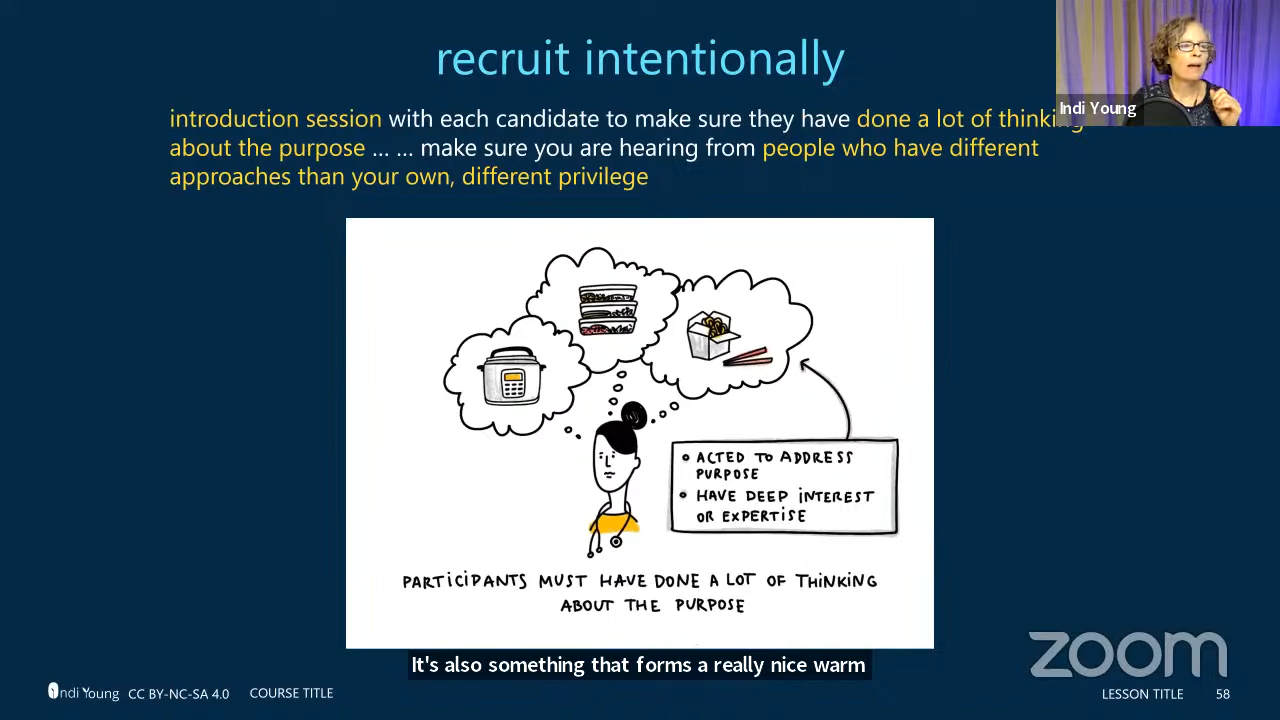 recruit intentionally
introduction session with each candidate to make sure they have done a lot of thinking
about the purpose ... ... make sure you are hearing from people who have different
approaches than your own, different privilege
Indi Young
ACTED TO ADDRESS
PURPOSE
HAVE DEEP INTEREST
OR EXPERTISE
PARTICIPANTS MUST HAVE DONE A LOT OF THINKING
ABOUT THE PURPOSE
It's also something that forms a really nice warm
zoom
Indi Young CC BY-NC-SA 4.0 COURSE TITLE
LESSON TITLE 58